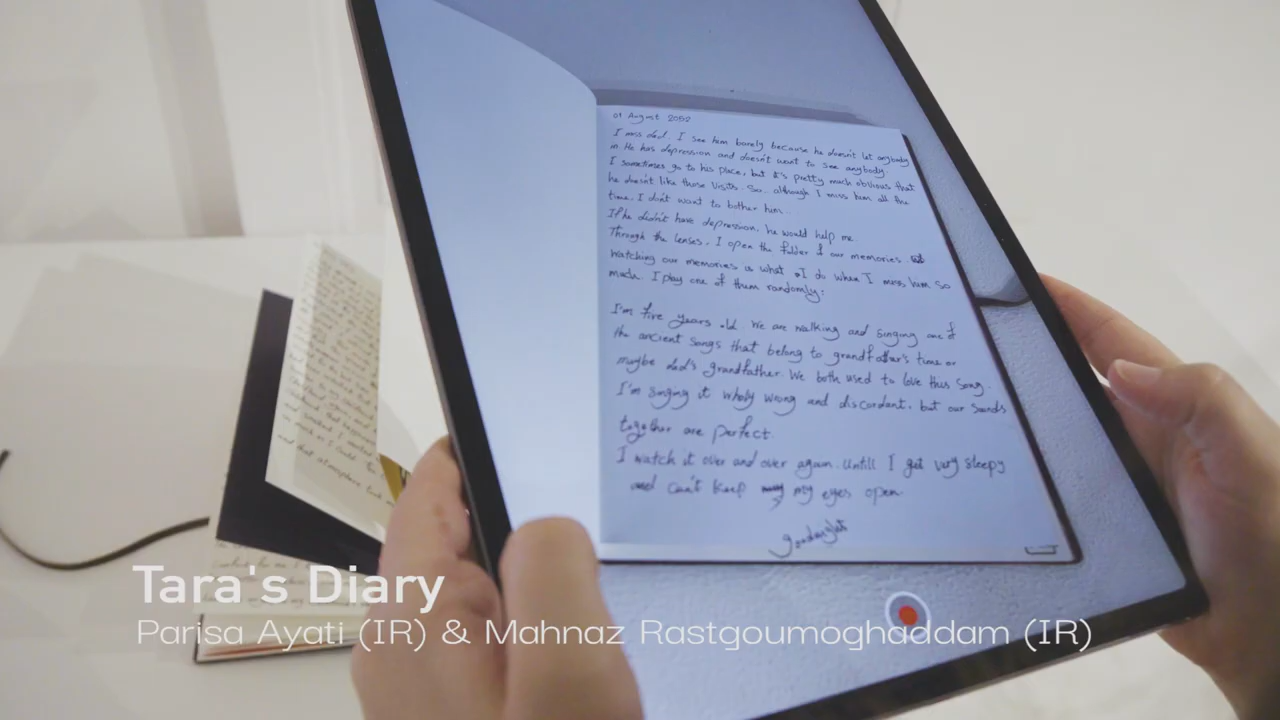 01 August 2052
I miss dad. I see him barely because he doesn't let anybody
in. He has depression and doesn't want to see anybody.
I sometimes go to his place, but it's pretty much obvious that
he doesn't like those visits. So.. although I miss him all the
time, I don't want to bother him...
If he didn't have depression, he would help me.
Through the lenses, I open the folder of our memories.
Watching our memories is what I do when I miss him so
much. I play one of them randomly:
I'm five years old. We are walking and singing one of
the ancient songs that belong to grandfather's time or
maybe dad's grandfather. We both used to love this song.
I'm singing it wholy wrong and discordant, but our sounds
together are perfect.
I watch it over and over again. Untill I get very sleepy
and can't keep my eyes open.
goodnight
Tara's Diary
Parisa Ayati (IR) & Mahnaz Rastgoumoghaddam (IR)